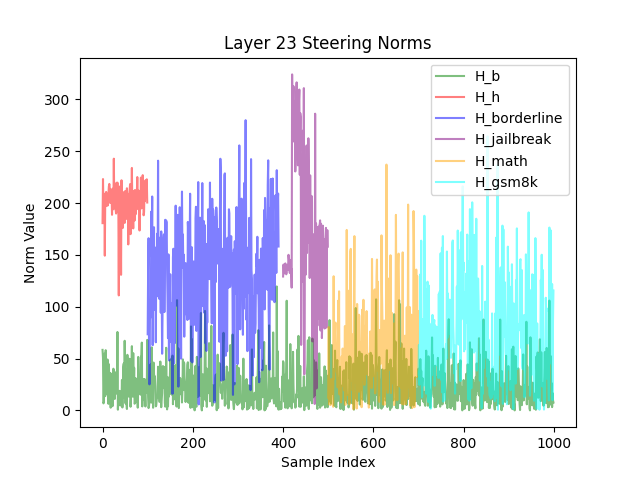 Layer 23 Steering Norms
H_b
H_h
H_borderline
H_jailbreak
H_math
H_gsm8k
Norm Value
300
250
200
150
100
50
0
0
200
400
600
800
1000
Sample Index